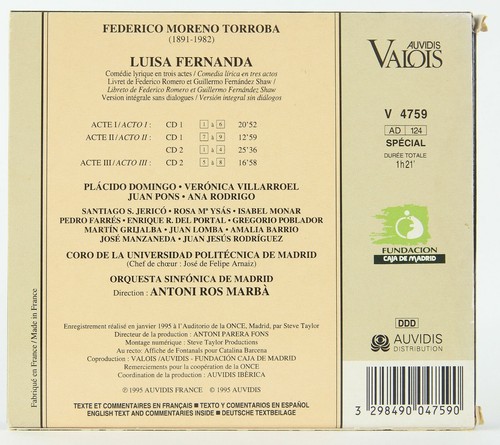 FEDERICO MORENO TORROBA
(1891-1982)
LUISA FERNANDA
Comédie lyrique en trois actes / Comedia lírica en tres actos
Livret de Federico Romero et Guillermo Fernández Shaw /
Libreto de Federico Romero y Guillermo Fernández Shaw
Version intégrale sans dialogues / Versión integral sin diálogos
ACTE I / ACTO I : CD 1 1 à 6 20'52
ACTE II / ACTO II : CD 1 7 9 12'59
CD 2 1 à 4 25'36
ACTE III / ACTO III : CD 2 5 à 8 16'58
PLÁCIDO DOMINGO • VERÓNICA VILLARROEL
JUAN PONS • ANA RODRIGO
SANTIAGO S. JERICÓ • ROSA Mª YSÁS • ISABEL MONAR
PEDRO FARRÉS • ENRIQUE R. DEL PORTAL • GREGORIO POBLADOR
MARTÍN GRIJALBA • JUAN LOMBA • AMALIA BARRIO
JOSÉ MANZANEDA • JUAN JESÚS RODRÍGUEZ
CORO DE LA UNIVERSIDAD POLITÉCNICA DE MADRID
(Chef de chœur : José de Felipe Arnaiz)
ORQUESTA SINFÓNICA DE MADRID
Direction : ANTONI ROS MARBÀ
Enregistrement réalisé en janvier 1995 à l'Auditorio de la ONCE, Madrid, par Steve Taylor
Directeur de la production : ANTONI PARERA FONS
Montage numérique : Steve Taylor Productions
Au recto: Affiche de Fontanals pour Catalina Barcena
Coproduction : VALOIS /AUVIDIS - FUNDACIÓN CAJA DE MADRID
Remerciements pour la coopération de la ONCE
Coordination de la production : AUVIDIS IBÉRICA
℗ 1995 AUVIDIS FRANCE © 1995 AUVIDIS
TEXTE ET COMMENTAIRES EN FRANÇAIS • TEXTO Y COMENTARIOS EN ESPAÑOL
ENGLISH TEXT AND COMMENTARIES INSIDE • DEUTSCHE TEXTBEILAGE
Fabriqué en France / Made in France
AUVIDIS
VALOIS
V 4759
AD 124
SPÉCIAL
DURÉE TOTALE
1h21'
FUNDACION
CAJA DE MADRID
DDD
AUVIDIS
DISTRIBUTION
3 298490 047590